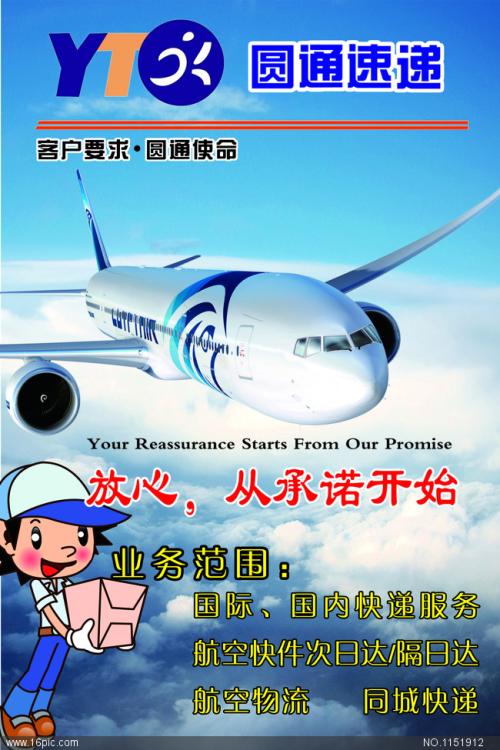 YTO 圆通速递
客户要求·圆通使命
EGYPTAIR
Your Reassurance Starts From Our Promise
放心，从承诺开始
业务范围：
国际、国内快递服务
航空快件次日达/隔日达
航空物流 同城快递
www.16pic.com NO.1151912